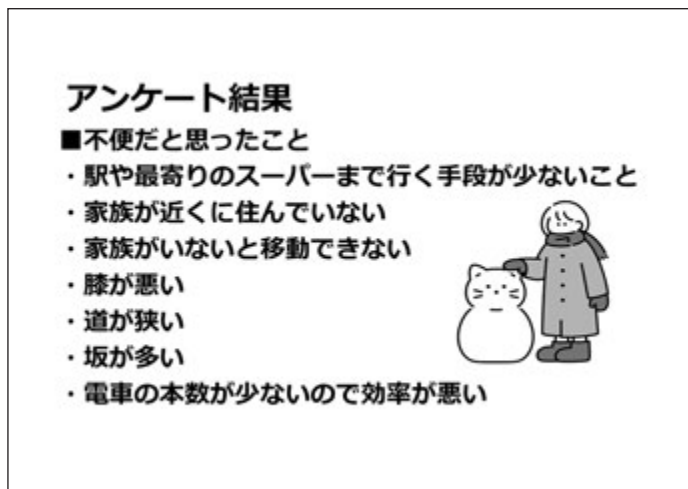 アンケート結果
■不便だと思ったこと
・駅や最寄りのスーパーまで行く手段が少ないこと
・家族が近くに住んでいない
・家族がいないと移動できない
・膝が悪い
・道が狭い
・坂が多い
・電車の本数が少ないので効率が悪い